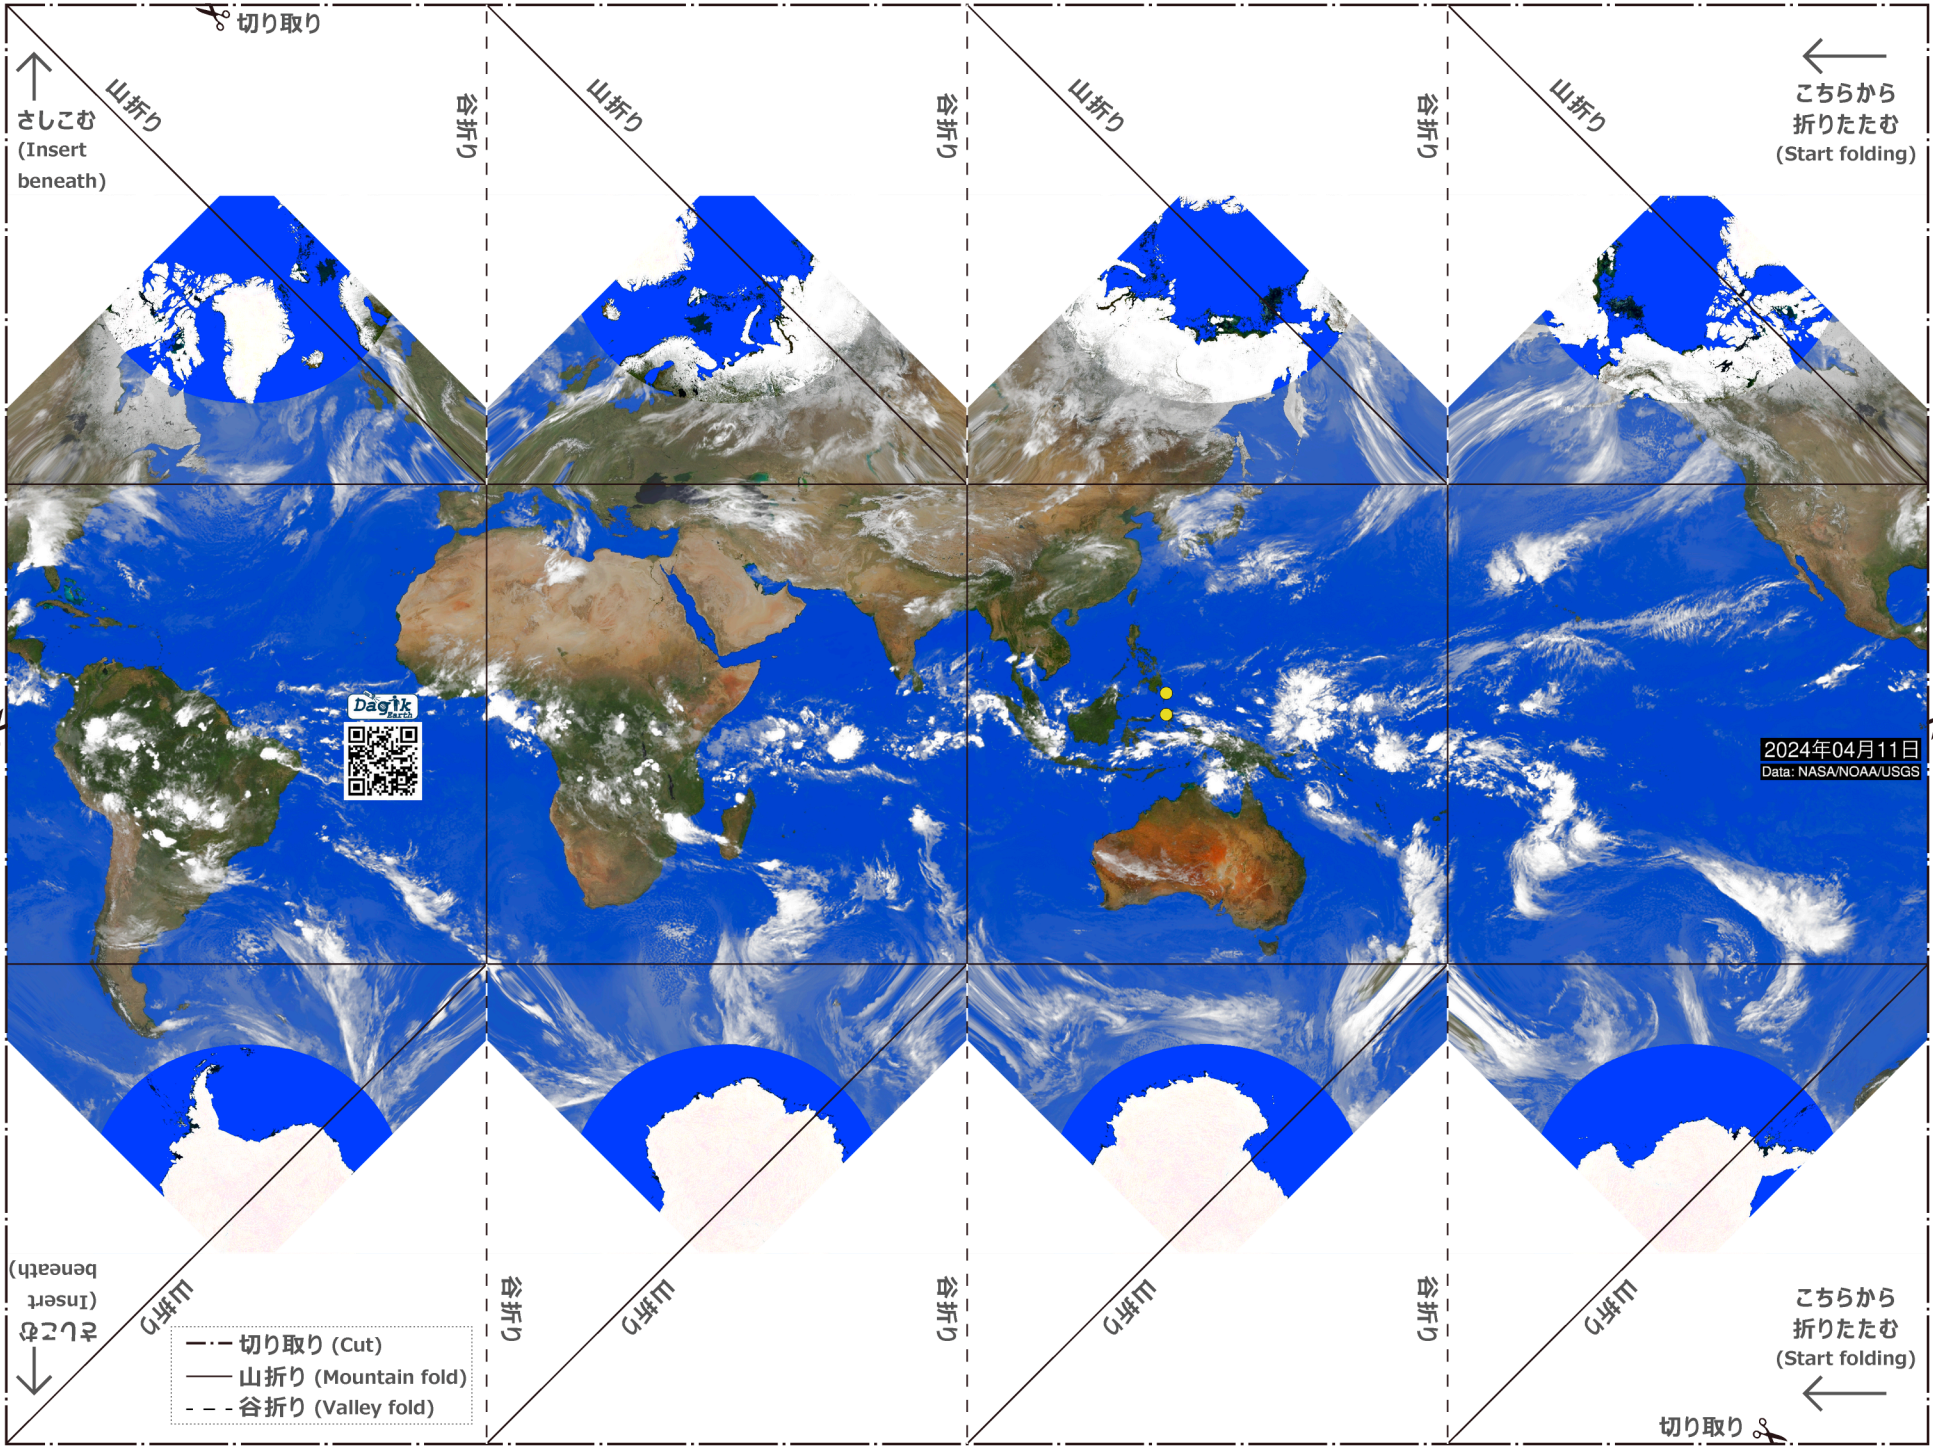 切り取り
山折り
谷折り
山折り
谷折り
山折り
谷折り
山折り
さしこむ
(Insert
beneath)
こちらから
折りたたむ
(Start folding)
Dagik
Earth
2024年04月11日
Data: NASA/NOAA/USGS
さしこむ
(Insert
beneath)
山折り
谷折り
山折り
谷折り
山折り
谷折り
山折り
切り取り (Cut)
山折り (Mountain fold)
谷折り (Valley fold)
こちらから
折りたたむ
(Start folding)
切り取り